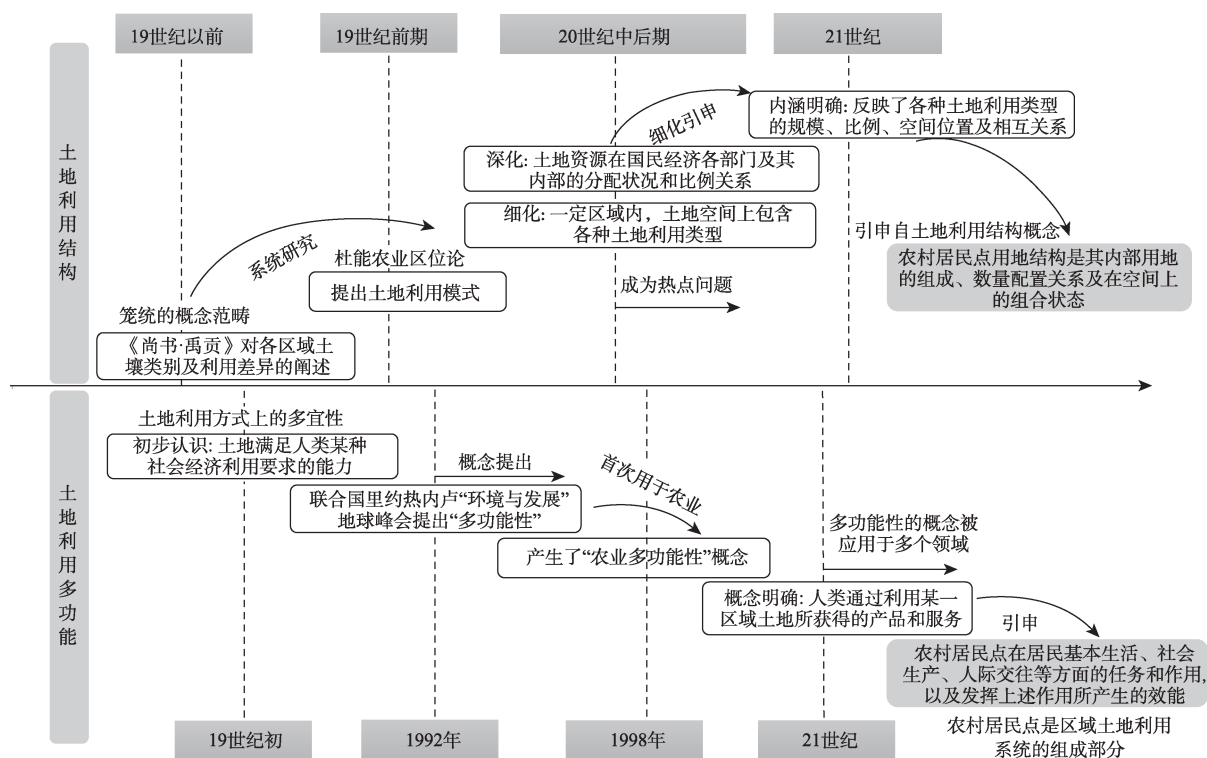 19世纪以前
19世纪前期
20世纪中后期
21世纪
土地利用结构
内涵明确: 反映了各种土地利用类型
的规模、比例、空间位置及相互关系
细化引申
深化: 土地资源在国民经济各部门及其
内部的分配状况和比例关系
细化: 一定区域内，土地空间上包含
各种土地利用类型
系统研究
杜能农业区位论
提出土地利用模式
成为热点问题
引申自土地利用结构概念
农村居民点用地结构是其内部用地
的组成、数量配置关系及在空间上
的组合状态
笼统的概念范畴
《尚书·禹贡》对各区域土
壤类别及利用差异的阐述
土地利用多功能
土地利用方式上的多宜性
初步认识: 土地满足人类某种
社会经济利用要求的能力
概念提出
联合国里约热内卢“环境与发展”
地球峰会提出“多功能性”
首次用于农业
产生了“农业多功能性”概念
多功能性的概念被
应用于多个领域
概念明确: 人类通过利用某一
区域土地所获得的产品和服务
引申
农村居民点在居民基本生活、社会
生产、人际交往等方面的任务和作用,
以及发挥上述作用所产生的效能
农村居民点是区域土地利用
系统的组成部分
19世纪初
1992年
1998年
21世纪